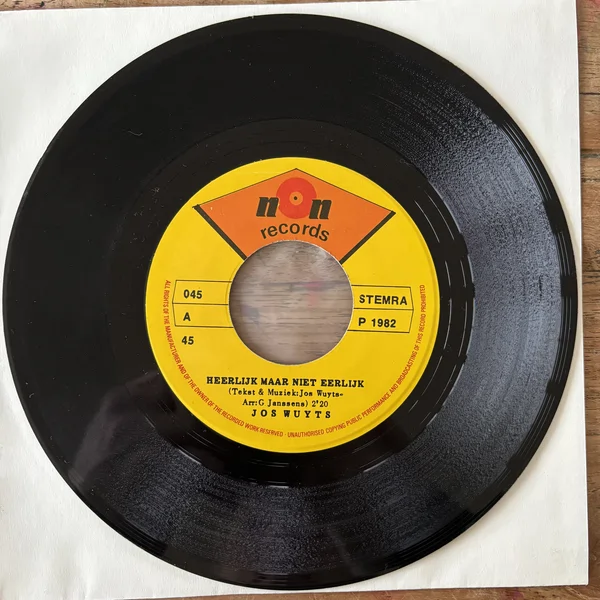 non
records
045
STEMRA
A
P 1982
45
HEERLIJK MAAR NIET EERLIJK
(Tekst & Muziek:Jos Wuyts-
Arr:G Janssens) 2'20
JOS WUYTS
ALL RIGHTS OF THE MANUFACTURER AND OF THE OWNER OF THE RECORDED WORK RESERVED - UNAUTHORISED COPYING PUBLIC PERFORMANCE AND BROADCASTING OF THIS RECORD PROHIBITED